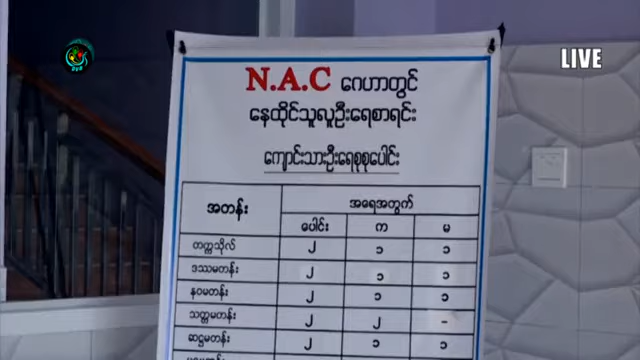 LIVE
N.A.C ဂေဟာတွင်
နေထိုင်သူလူဦးရေစာရင်း
ကျောင်းသားဦးရေစုစုပေါင်း
အတန်း အရေအတွက်
ပေါင်း က မ
တက္ကသိုလ် ၂ ၁ ၁
ဒဿမတန်း ၂ ၁ ၁
နဝမတန်း ၂ ၁ ၁
သတ္တမတန်း ၂ ၂ -
ဆဋ္ဌမတန်း ၂ ၁ ၁